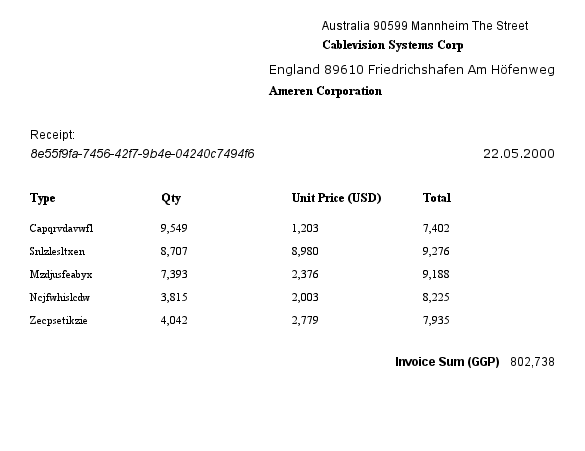 Australia 90599 Mannheim The Street
Cablevision Systems Corp
England 89610 Friedrichshafen Am Höfenweg
Ameren Corporation
Receipt:
8e55f9fa-7456-42f7-9b4e-04240c7494f6 22.05.2000
Type Qty Unit Price (USD) Total
Capqrvdavwfl 9,549 1,203 7,402
Snlzlesltxen 8,707 8,980 9,276
Mzdjusfeabyx 7,393 2,376 9,188
Ncjfwhislcdw 3,815 2,003 8,225
Zecpsetikzie 4,042 2,779 7,935
Invoice Sum (GGP) 802,738